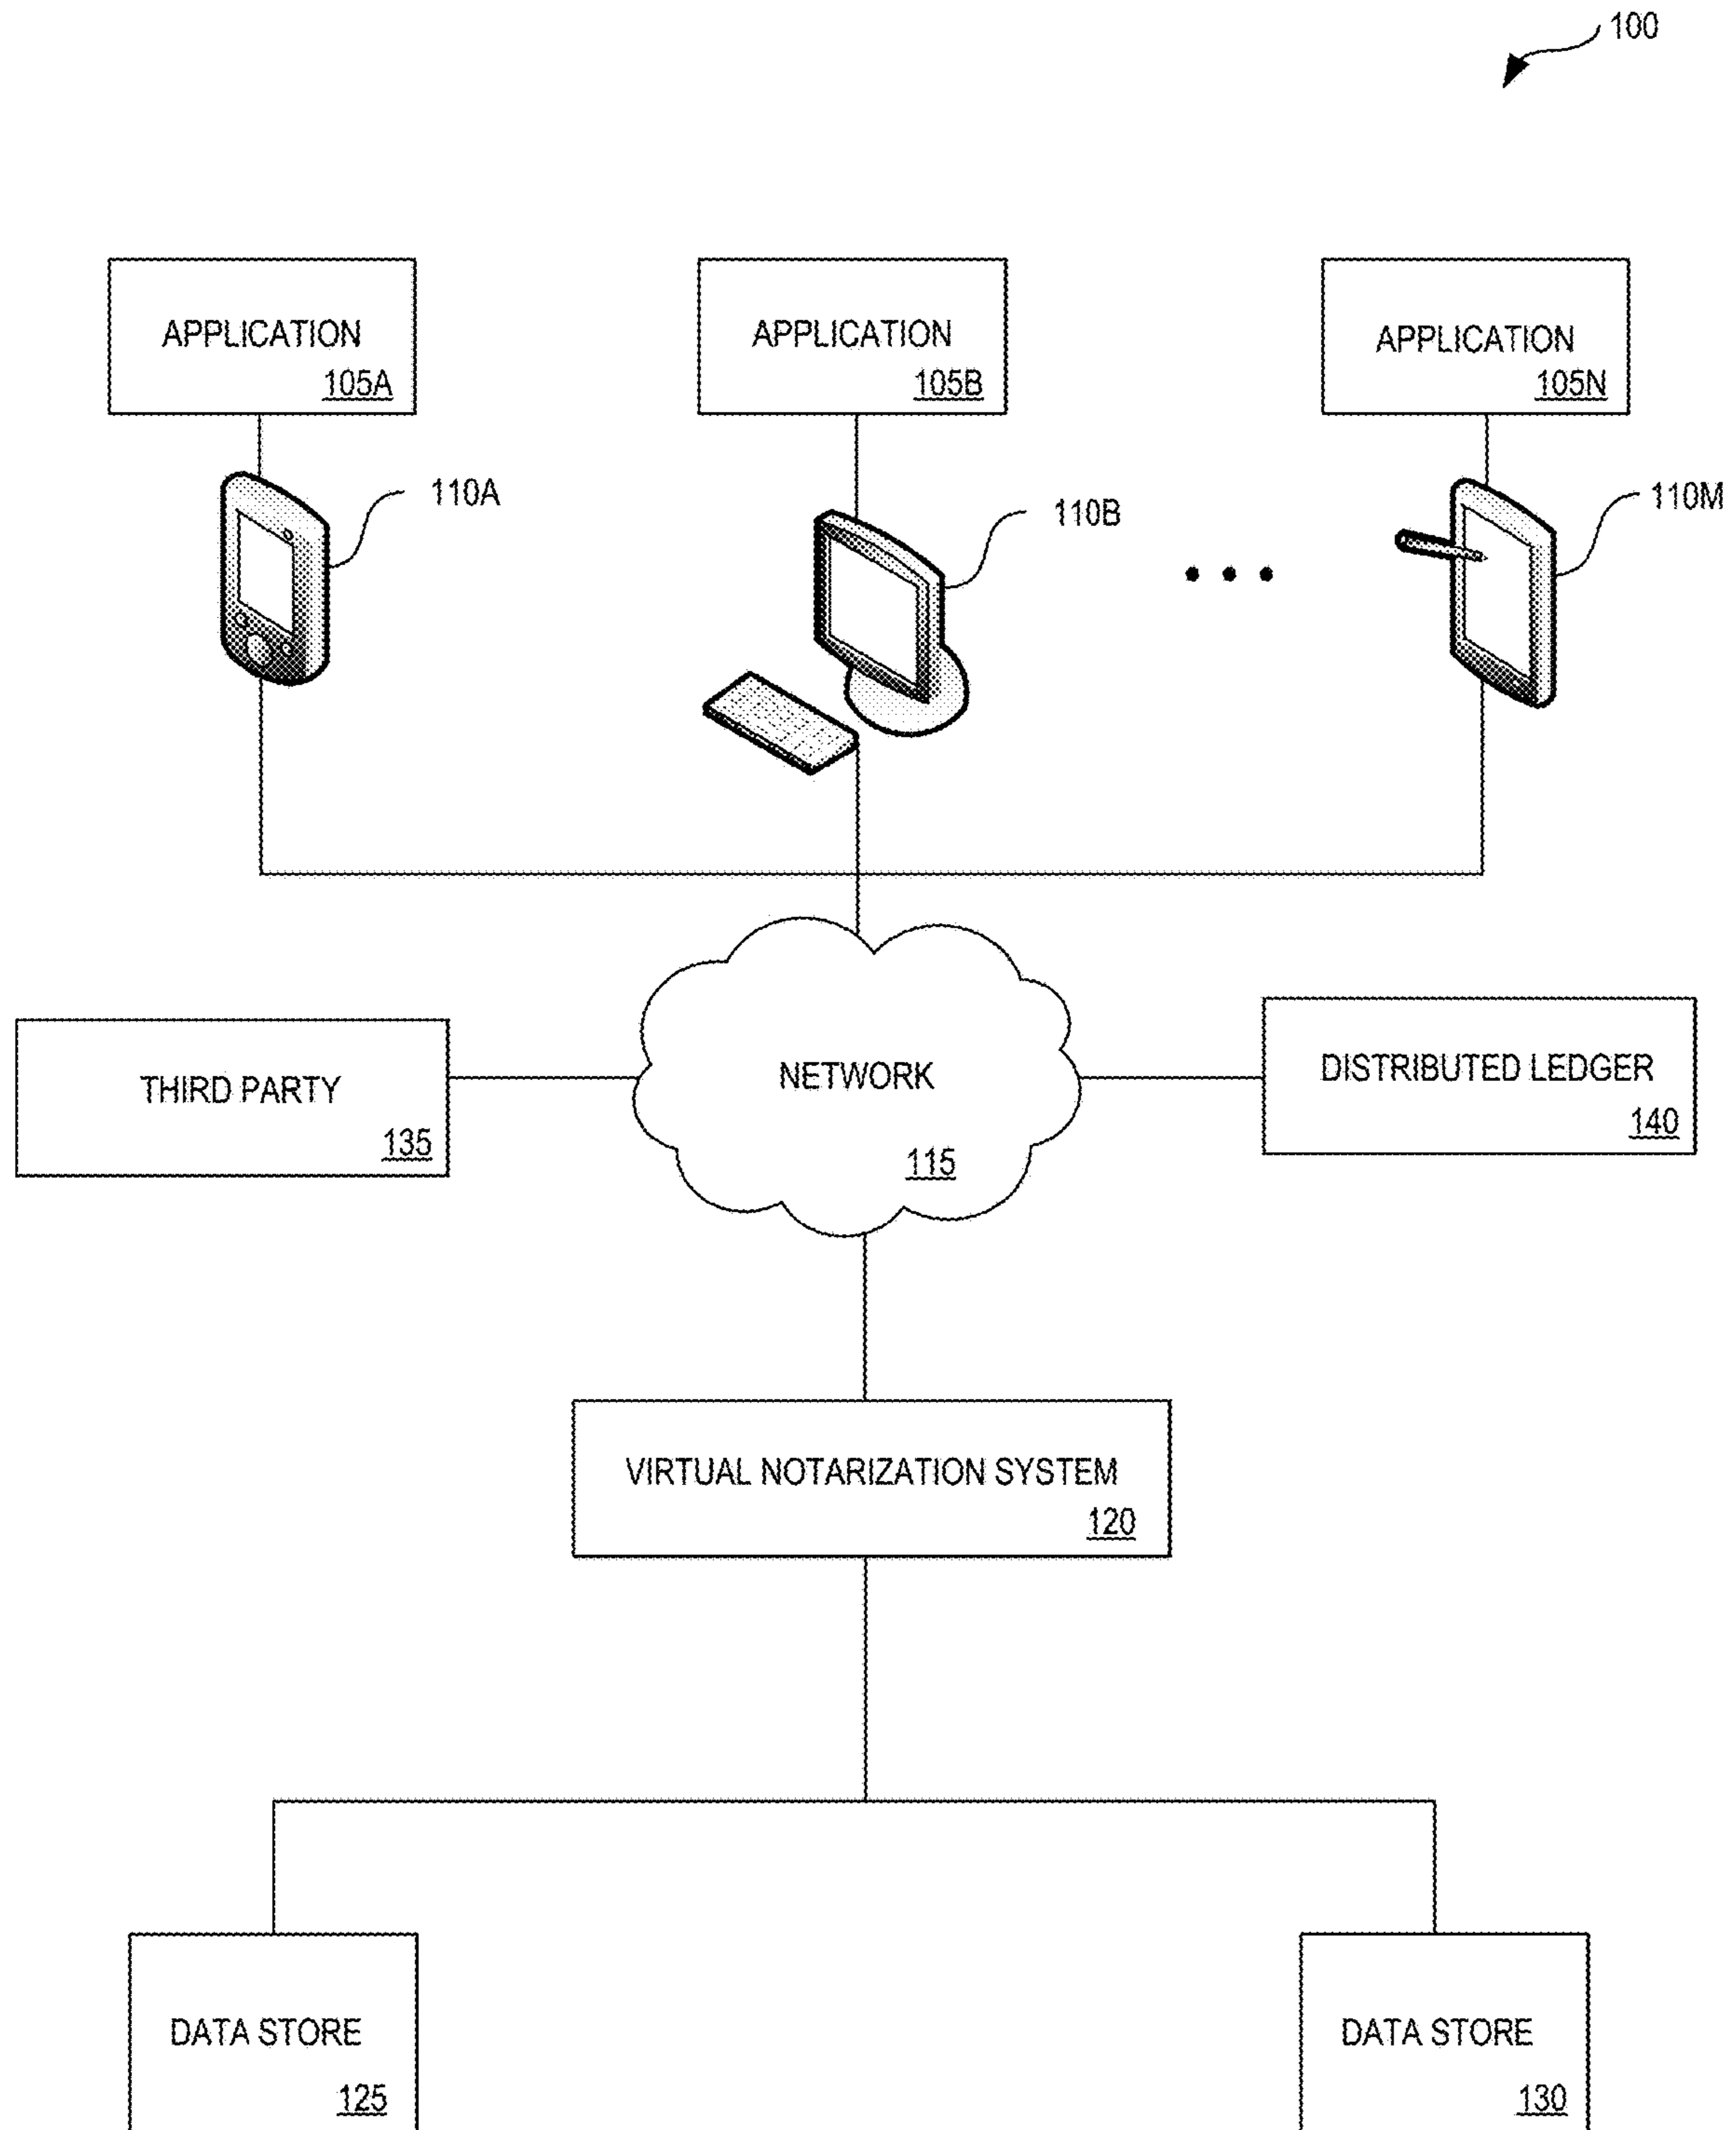 100
APPLICATION
105A
APPLICATION
105B
APPLICATION
105N
110A
110B
110M
THIRD PARTY
135
NETWORK
115
DISTRIBUTED LEDGER
140
VIRTUAL NOTARIZATION SYSTEM
120
DATA STORE
125
DATA STORE
130